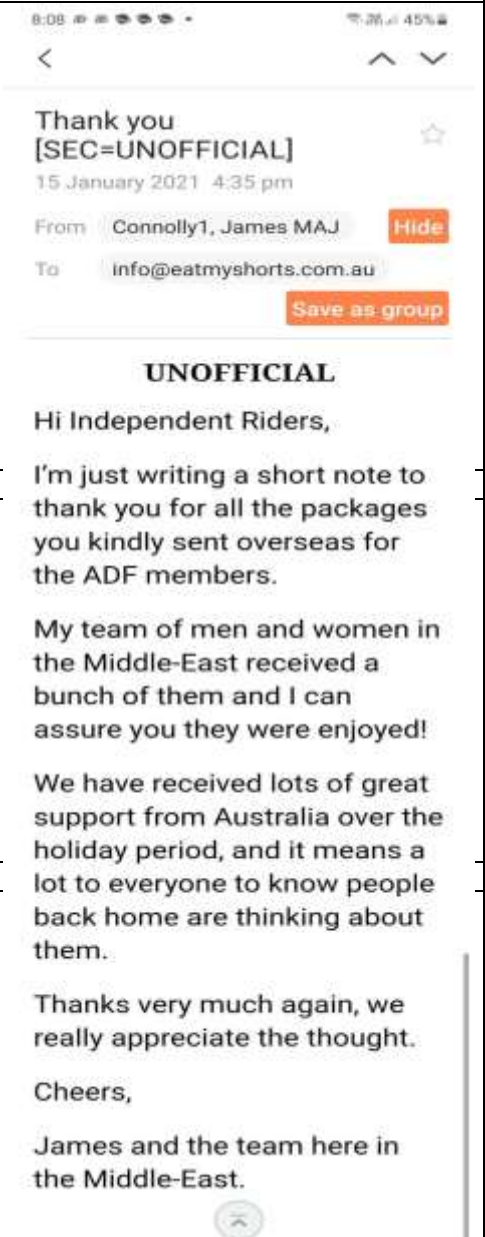 8:08
45%
Thank you
[SEC=UNOFFICIAL]
15 January 2021 4:35 pm
From Connolly1, James MAJ Hide
To info@eatmyshorts.com.au
Save as group
UNOFFICIAL
Hi Independent Riders,
I'm just writing a short note to
thank you for all the packages
you kindly sent overseas for
the ADF members.
My team of men and women in
the Middle-East received a
bunch of them and I can
assure you they were enjoyed!
We have received lots of great
support from Australia over the
holiday period, and it means a
lot to everyone to know people
back home are thinking about
them.
Thanks very much again, we
really appreciate the thought.
Cheers,
James and the team here in
the Middle-East.